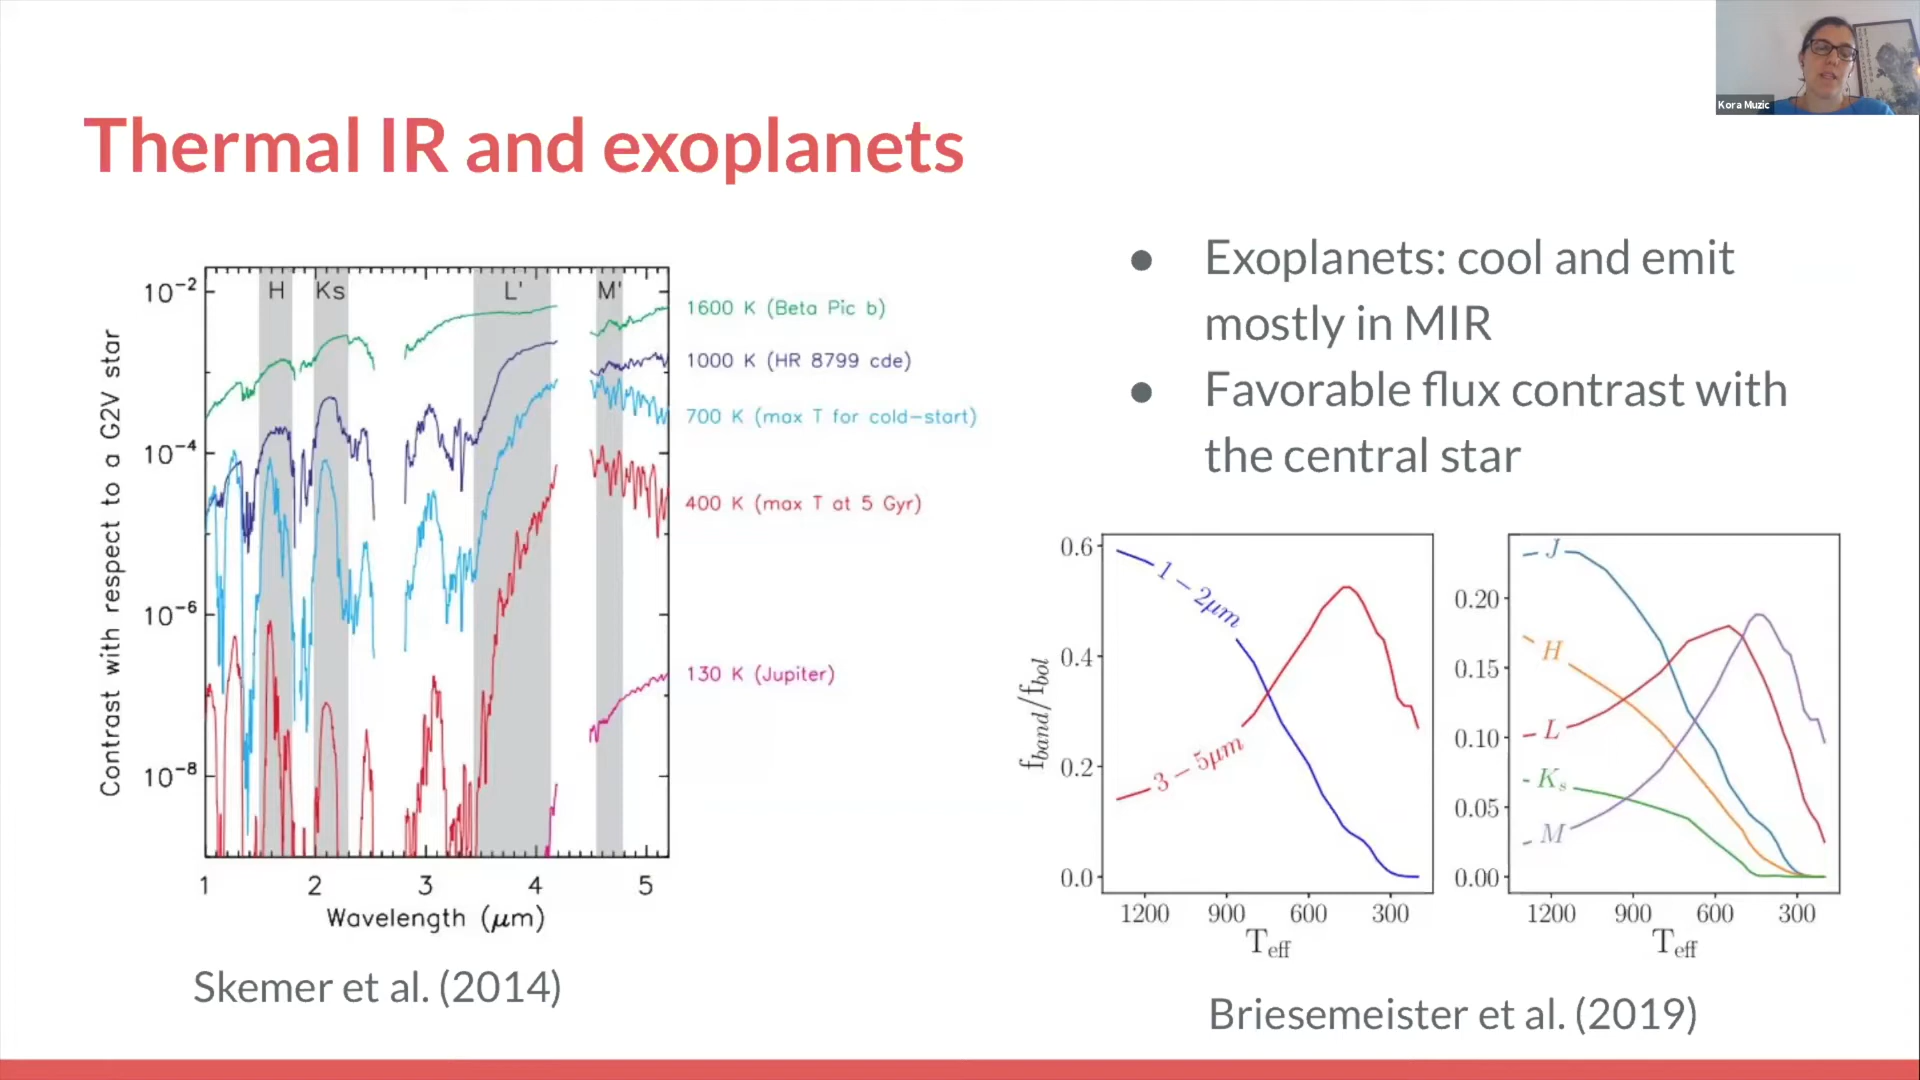 Kora Muzic
Thermal IR and exoplanets
Exoplanets: cool and emit
mostly in MIR
Favorable flux contrast with
the central star
Contrast with respect to a G2V star
10⁻²
10⁻⁴
10⁻⁶
10⁻⁸
H
Ks
L'
M'
1600 K (Beta Pic b)
1000 K (HR 8799 cde)
700 K (max T for cold-start)
400 K (max T at 5 Gyr)
130 K (Jupiter)
1 2 3 4 5
Wavelength (μm)
Skemer et al. (2014)
f_band/f_bol
0.6
0.4
0.2
0.0
1 – 2μm
3 – 5μm
1200 900 600 300
T_eff
0.20
0.15
0.10
0.05
0.00
J
H
L
K_s
M
1200 900 600 300
T_eff
Briesemeister et al. (2019)